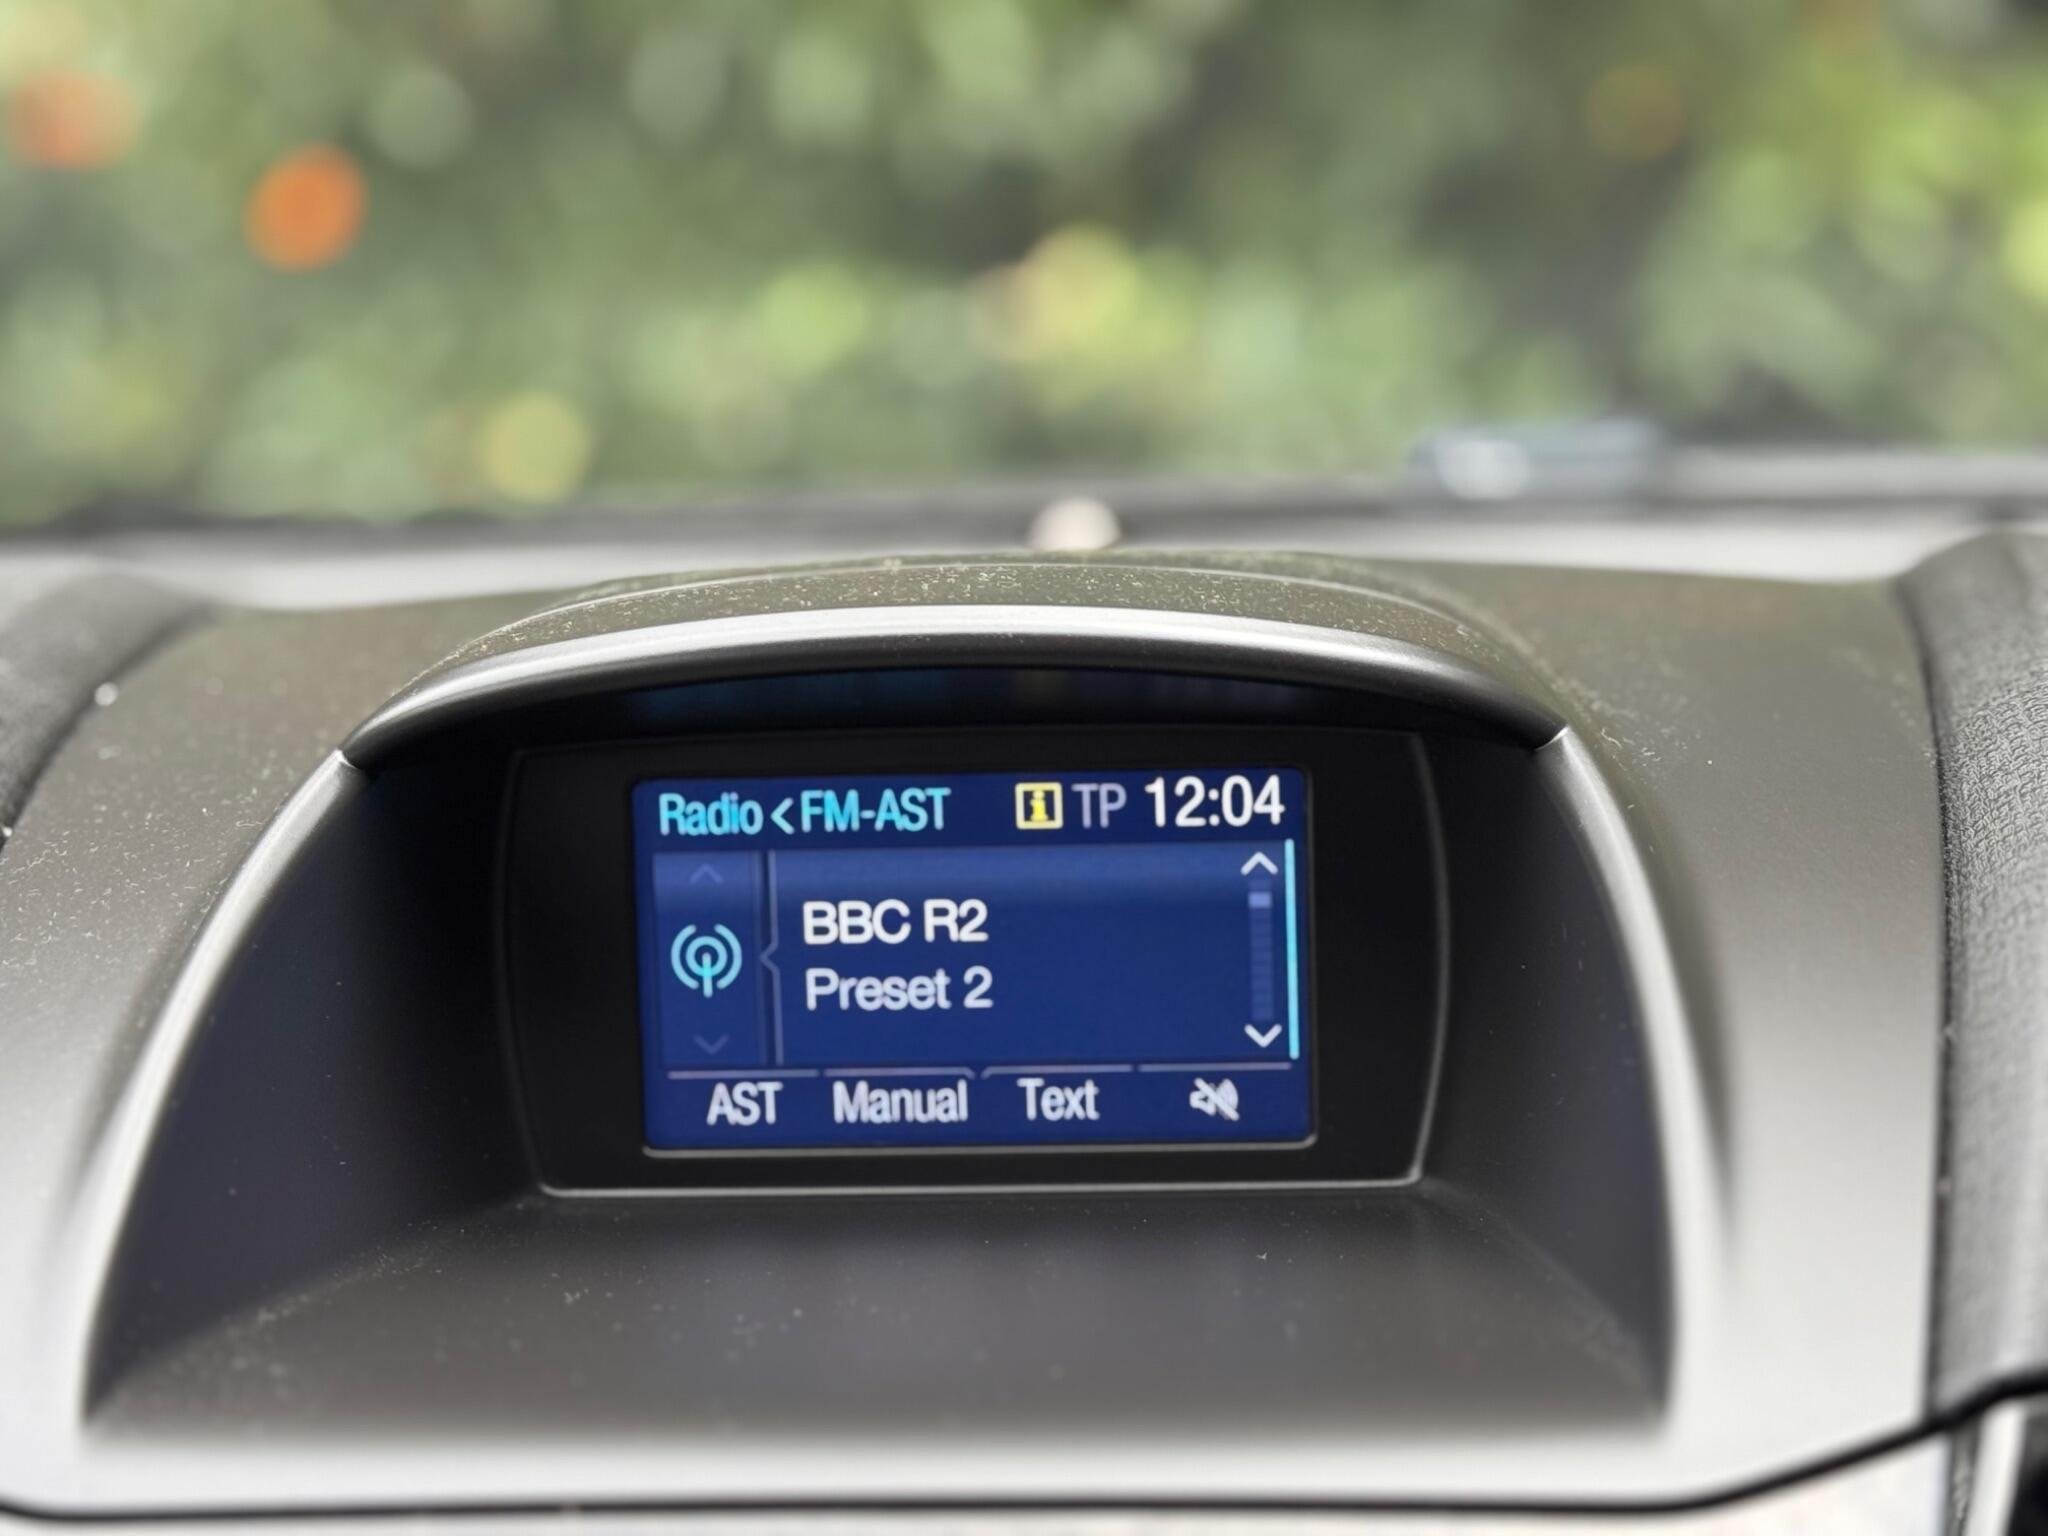 Radio < FM-AST i TP 12:04
BBC R2
Preset 2
AST Manual Text